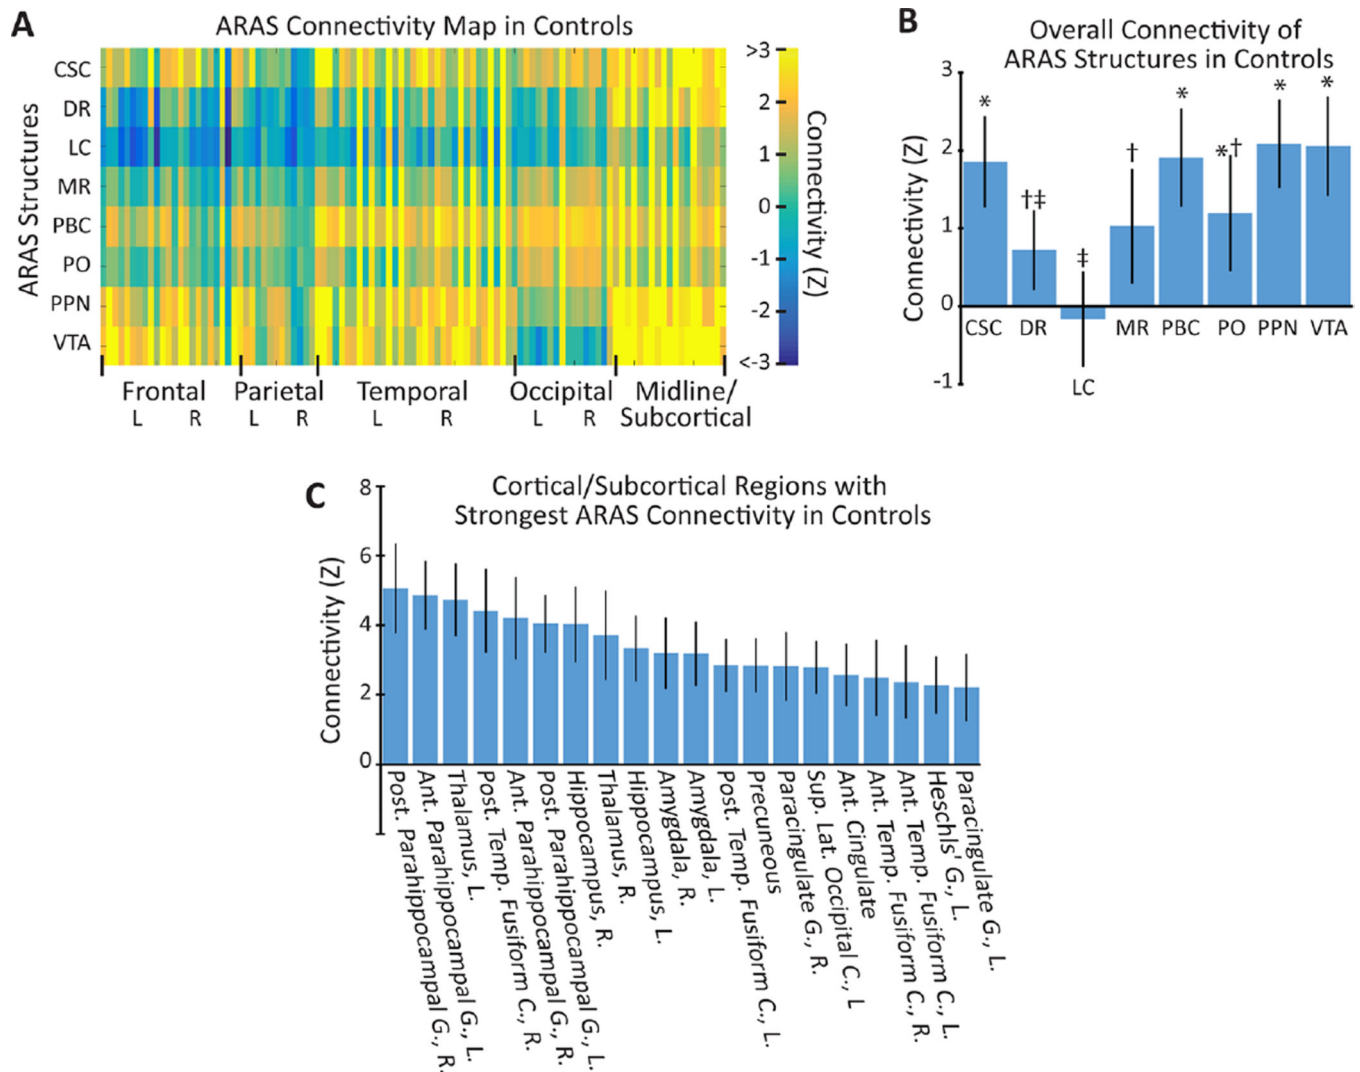 A
ARAS Connectivity Map in Controls
ARAS Structures
CSC
DR
LC
MR
PBC
PO
PPN
VTA
>3
2
1
0
-1
-2
<-3
Connectivity (Z)
Frontal
Parietal
Temporal
Occipital
Midline/
Subcortical
L R L R L R L R
B
Overall Connectivity of
ARAS Structures in Controls
Connectivity (Z)
3
2
1
0
-1
* †‡ ‡ † * *† * *
CSC DR LC MR PBC PO PPN VTA
C
Cortical/Subcortical Regions with
Strongest ARAS Connectivity in Controls
Connectivity (Z)
8
6
4
2
0
Post. Parahippocampal G., R.
Ant. Parahippocampal G., L.
Thalamus, L.
Post. Temp. Fusiform C., R.
Ant. Parahippocampal G., R.
Post. Parahippocampal G., L.
Hippocampus, R.
Thalamus, R.
Hippocampus, L.
Amygdala, R.
Amygdala, L.
Post. Temp. Fusiform C., L.
Precuneous
Paracingulate G., R.
Sup. Lat. Occipital C., L
Ant. Cingulate
Ant. Temp. Fusiform C., R.
Ant. Temp. Fusiform C., L.
Heschls' G., L.
Paracingulate G., L.